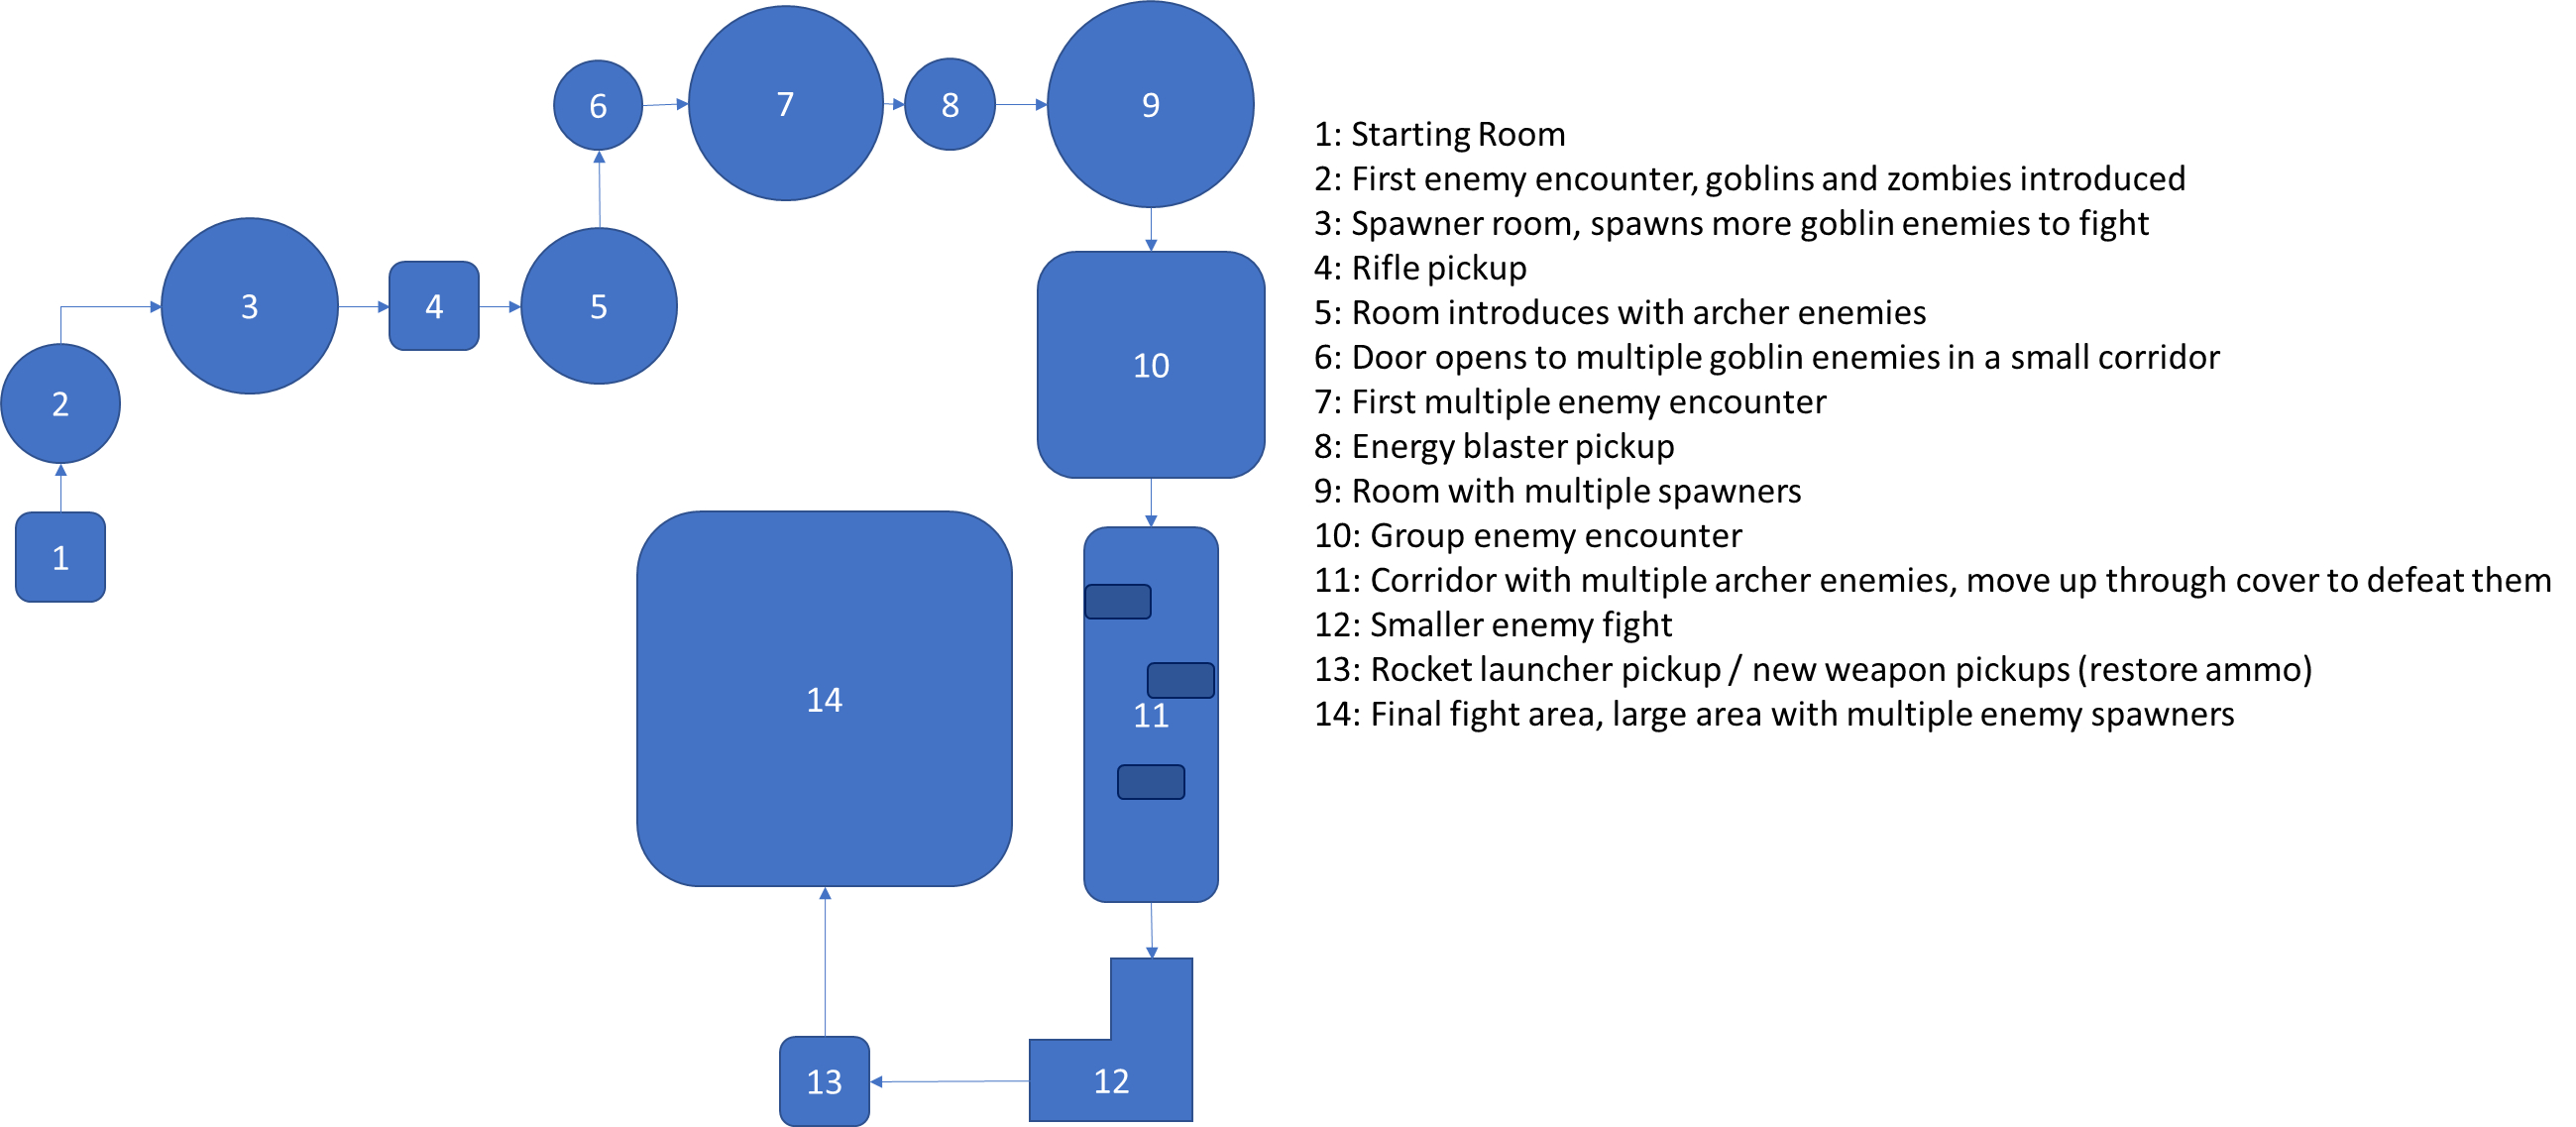 6
7
8
9
3
4
5
2
10
1
14
11
13
12
1: Starting Room
2: First enemy encounter, goblins and zombies introduced
3: Spawner room, spawns more goblin enemies to fight
4: Rifle pickup
5: Room introduces with archer enemies
6: Door opens to multiple goblin enemies in a small corridor
7: First multiple enemy encounter
8: Energy blaster pickup
9: Room with multiple spawners
10: Group enemy encounter
11: Corridor with multiple archer enemies, move up through cover to defeat them
12: Smaller enemy fight
13: Rocket launcher pickup / new weapon pickups (restore ammo)
14: Final fight area, large area with multiple enemy spawners